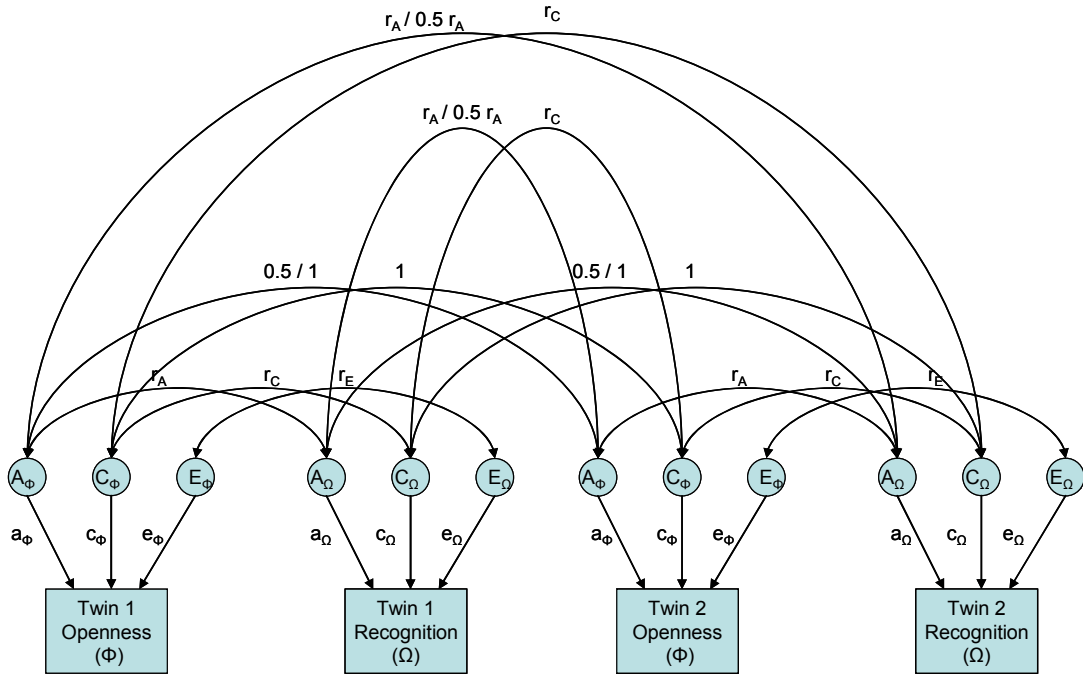 r_A / 0.5 r_A
r_C
r_A / 0.5 r_A
r_C
0.5 / 1
1
0.5 / 1
1
r_A
r_C
r_E
r_A
r_C
r_E
A_Φ
C_Φ
E_Φ
A_Ω
C_Ω
E_Ω
A_Φ
C_Φ
E_Φ
A_Ω
C_Ω
E_Ω
a_Φ
c_Φ
e_Φ
a_Ω
c_Ω
e_Ω
a_Φ
c_Φ
e_Φ
a_Ω
c_Ω
e_Ω
Twin 1
Openness
(Φ)
Twin 1
Recognition
(Ω)
Twin 2
Openness
(Φ)
Twin 2
Recognition
(Ω)